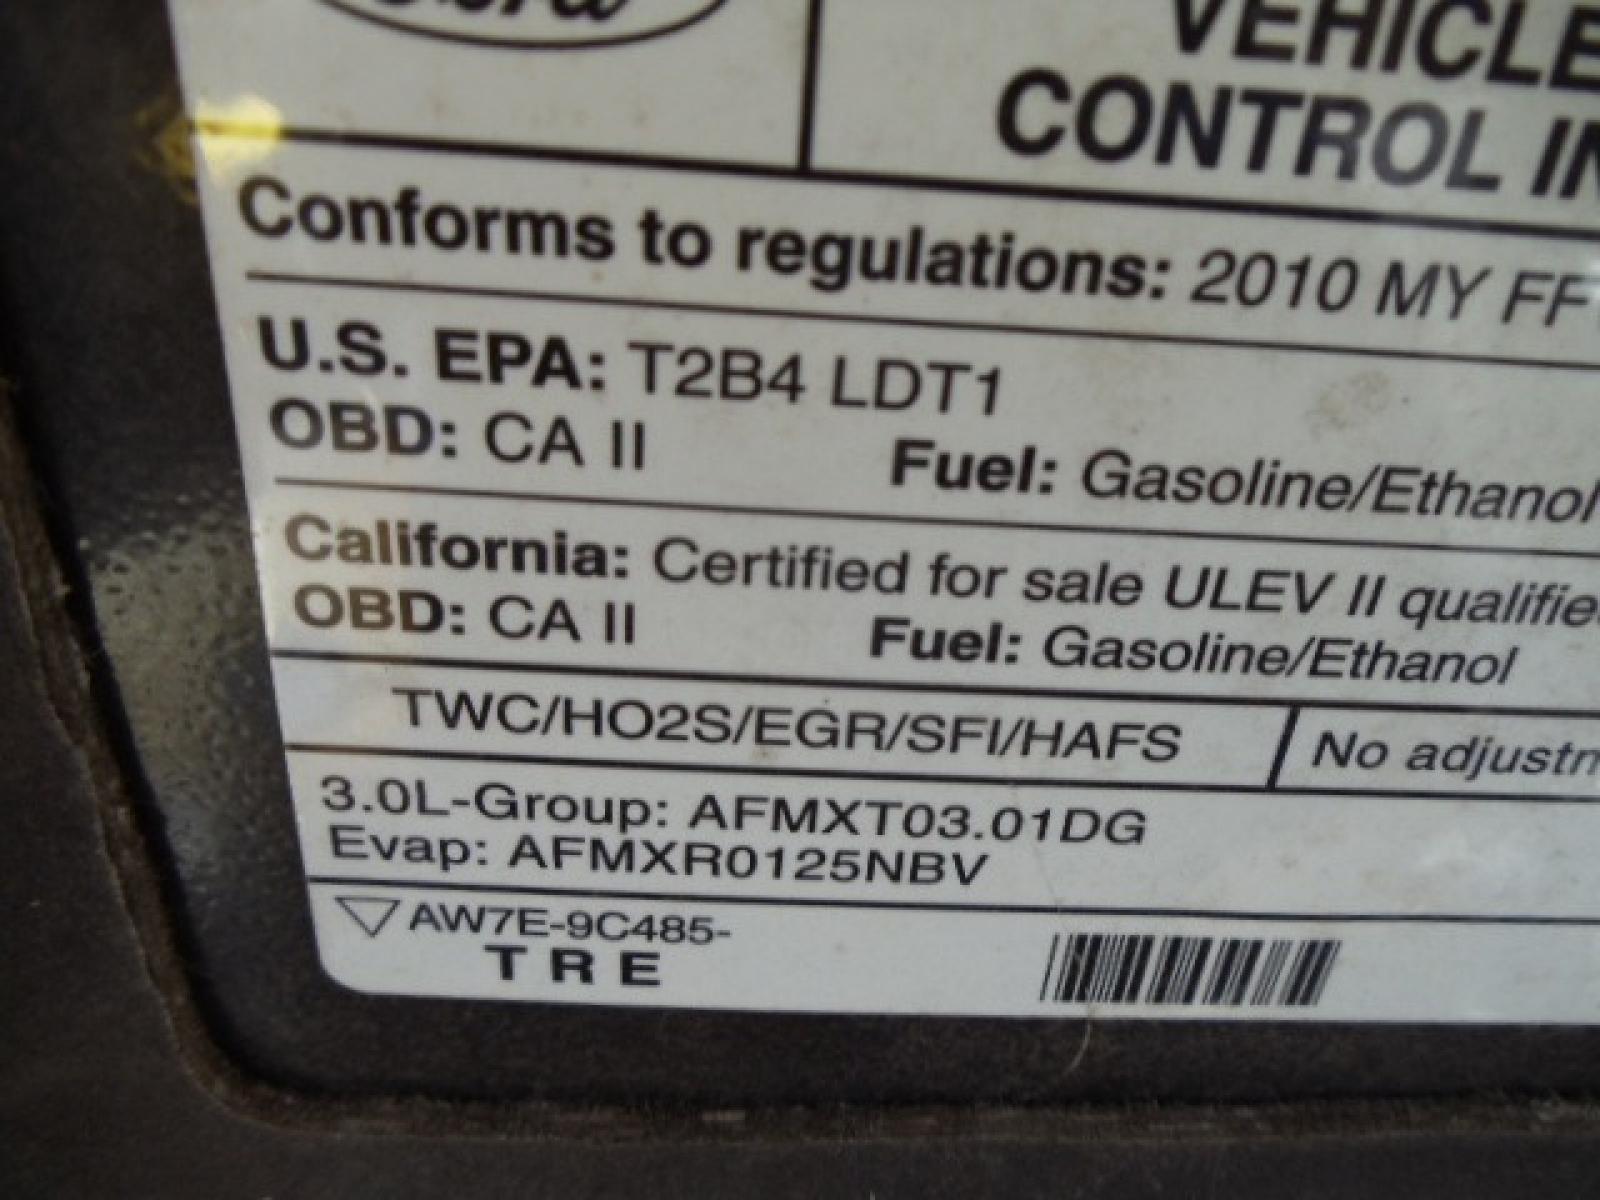 Ford
VEHICLE
CONTROL IN
Conforms to regulations: 2010 MY FF
U.S. EPA: T2B4 LDT1
OBD: CA II Fuel: Gasoline/Ethanol
California: Certified for sale ULEV II qualifie
OBD: CA II Fuel: Gasoline/Ethanol
TWC/HO2S/EGR/SFI/HAFS No adjustm
3.0L-Group: AFMXT03.01DG
Evap: AFMXR0125NBV
AW7E-9C485-
T R E